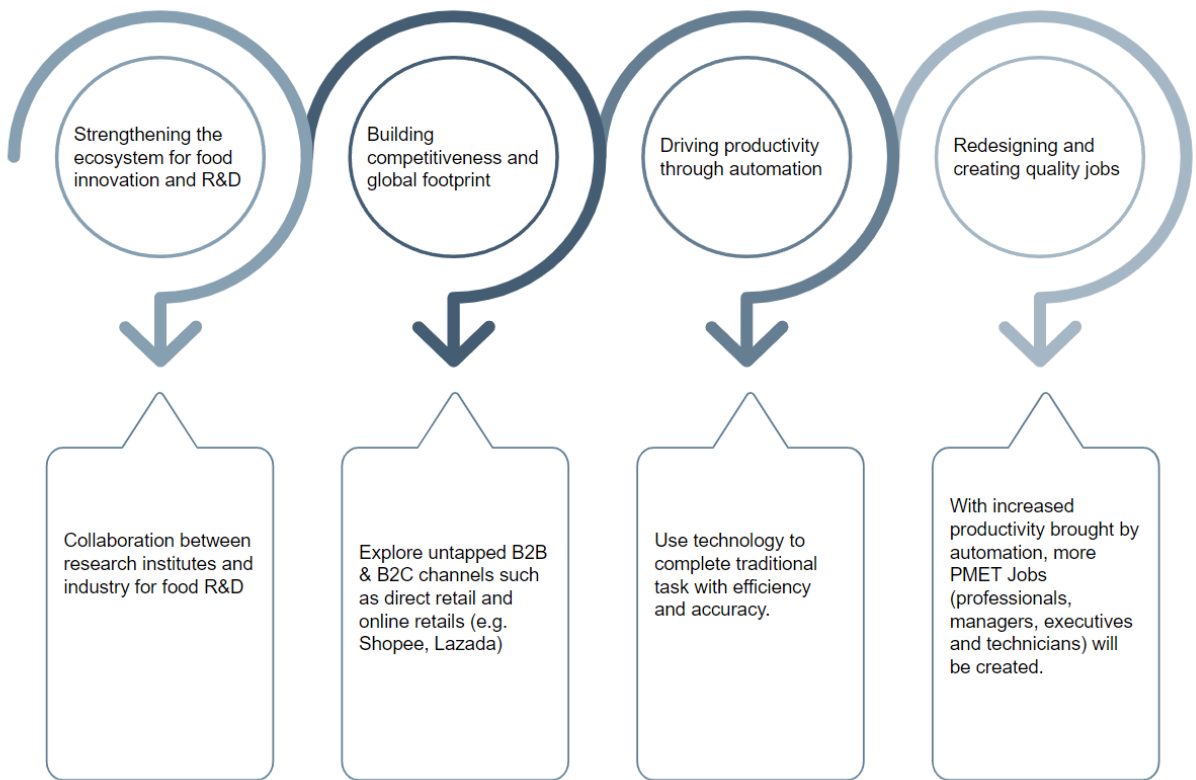 Strengthening the
ecosystem for food
innovation and R&D
Building
competitiveness and
global footprint
Driving productivity
through automation
Redesigning and
creating quality jobs
Collaboration between
research institutes and
industry for food R&D
Explore untapped B2B
& B2C channels such
as direct retail and
online retails (e.g.
Shopee, Lazada)
Use technology to
complete traditional
task with efficiency
and accuracy.
With increased
productivity brought by
automation, more
PMET Jobs
(professionals,
managers, executives
and technicians) will
be created.